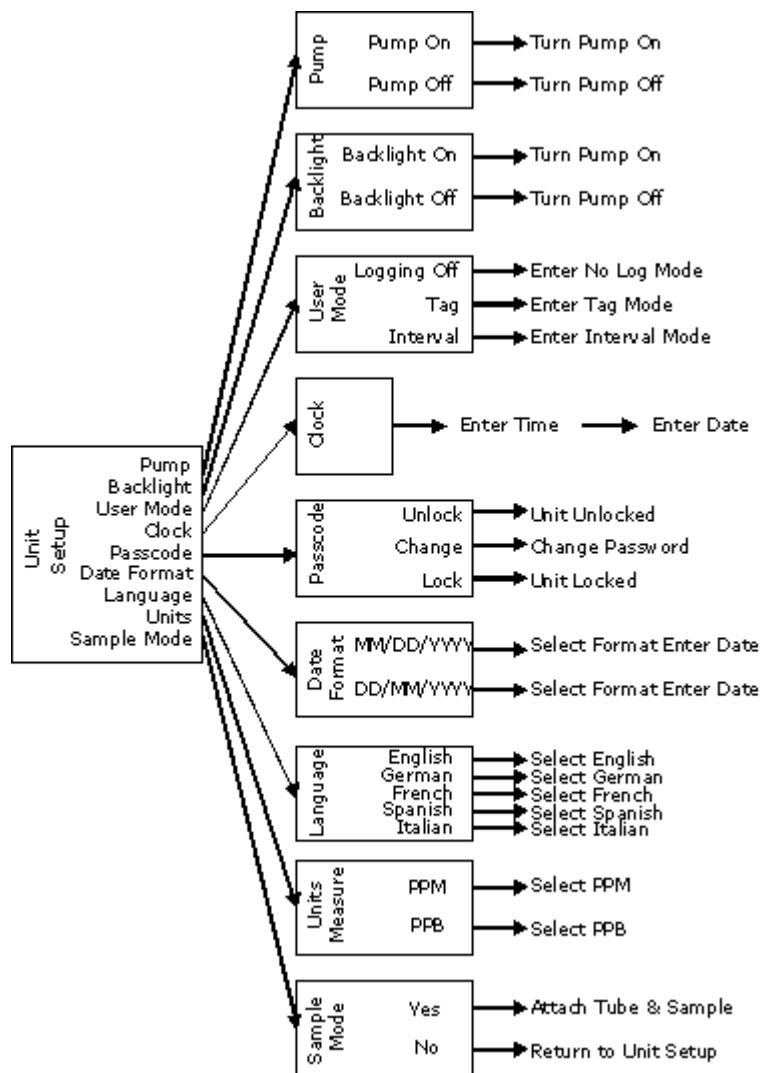 Pump
Pump On
Turn Pump On
Pump Off
Turn Pump Off
Backlight
Backlight On
Turn Pump On
Backlight Off
Turn Pump Off
User
Mode
Logging Off
Enter No Log Mode
Tag
Enter Tag Mode
Interval
Enter Interval Mode
Clock
Enter Time
Enter Date
Unit
Setup
Pump
Backlight
User Mode
Clock
Passcode
Date Format
Language
Units
Sample Mode
Passcode
Unlock
Unit Unlocked
Change
Change Password
Lock
Unit Locked
Date
Format
MM/DD/YYYY
Select Format Enter Date
DD/MM/YYYY
Select Format Enter Date
Language
English
Select English
German
Select German
French
Select French
Spanish
Select Spanish
Italian
Select Italian
Units
Measure
PPM
Select PPM
PPB
Select PPB
Sample
Mode
Yes
Attach Tube & Sample
No
Return to Unit Setup